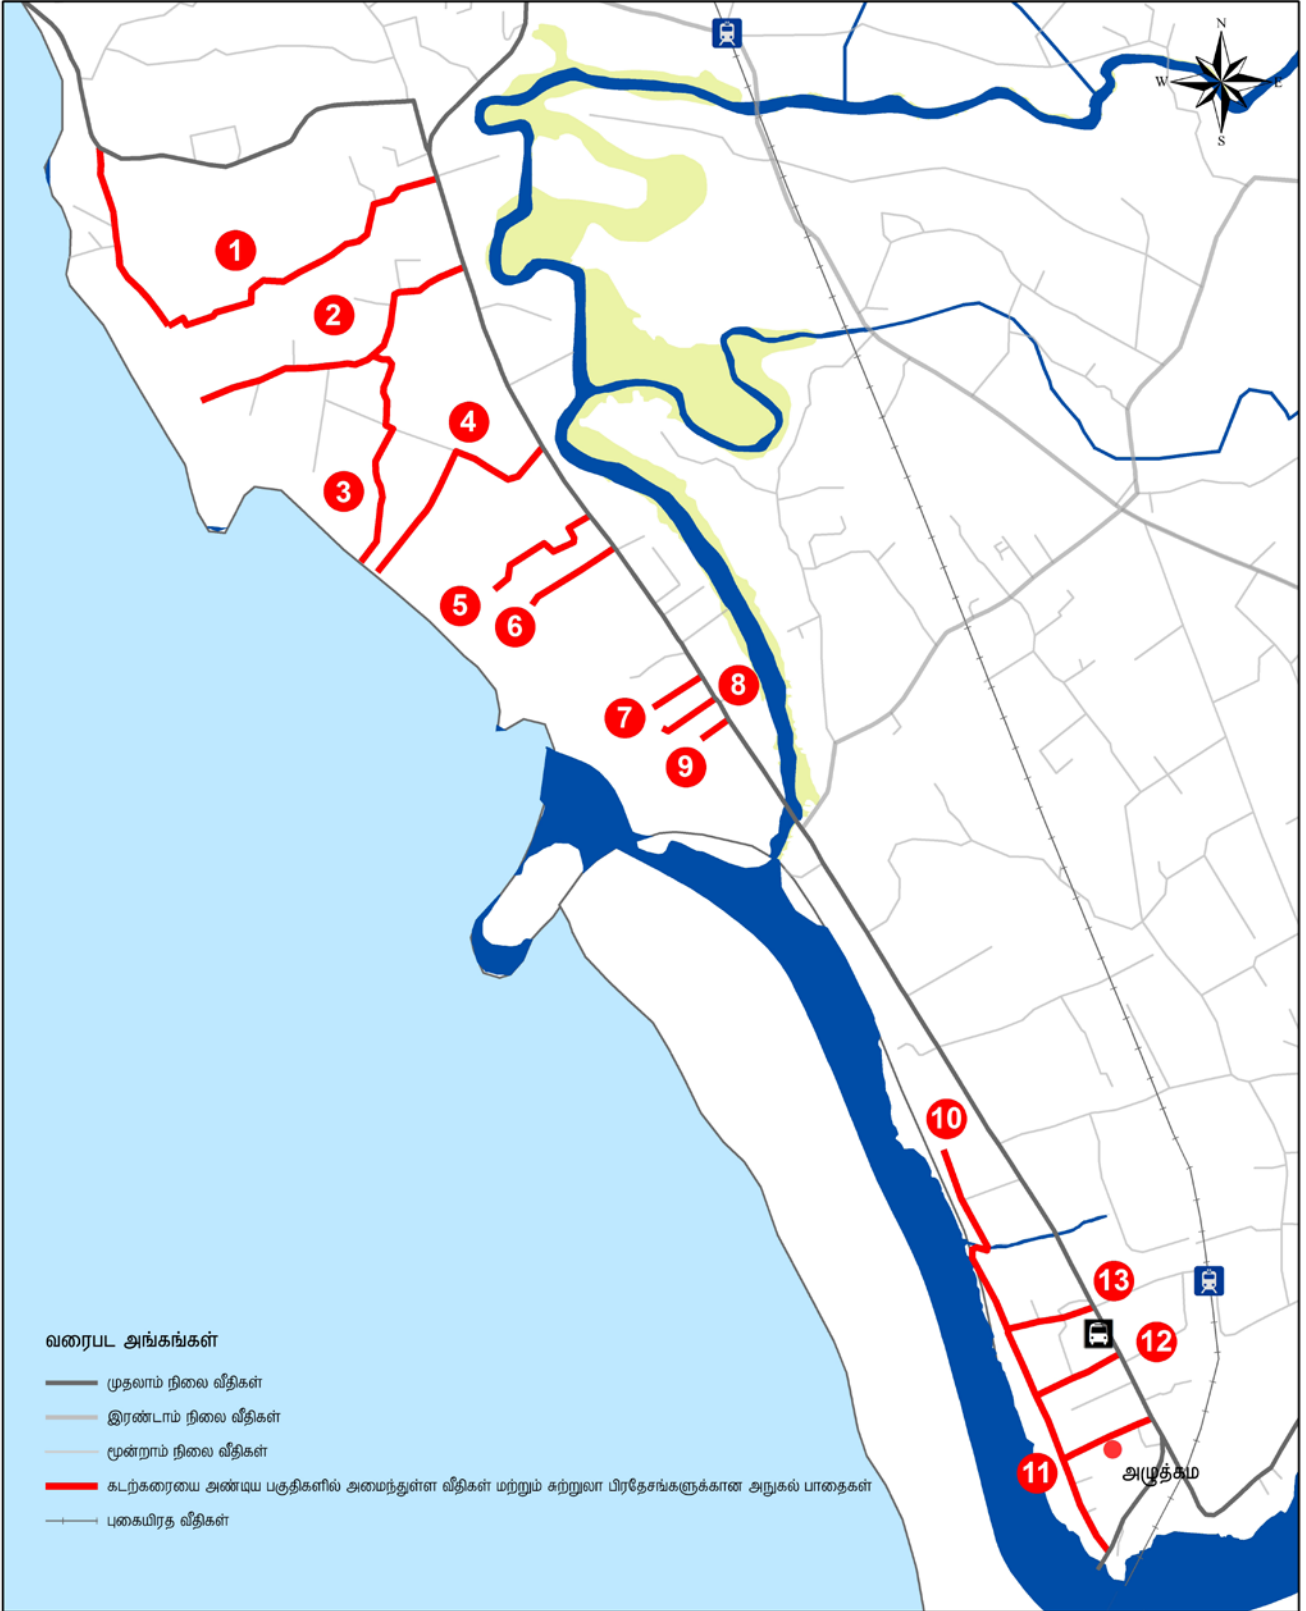 N
W E
S
1
2
4
3
5
6
8
7
9
10
13
12
11
அழுத்கம
வரைபட அங்கங்கள்
முதலாம் நிலை வீதிகள்
இரண்டாம் நிலை வீதிகள்
மூன்றாம் நிலை வீதிகள்
கடற்கரையை அண்டிய பகுதிகளில் அமைந்துள்ள வீதிகள் மற்றும் சுற்றுலா பிரதேசங்களுக்கான அநுகல் பாதைகள்
புகையிரத வீதிகள்